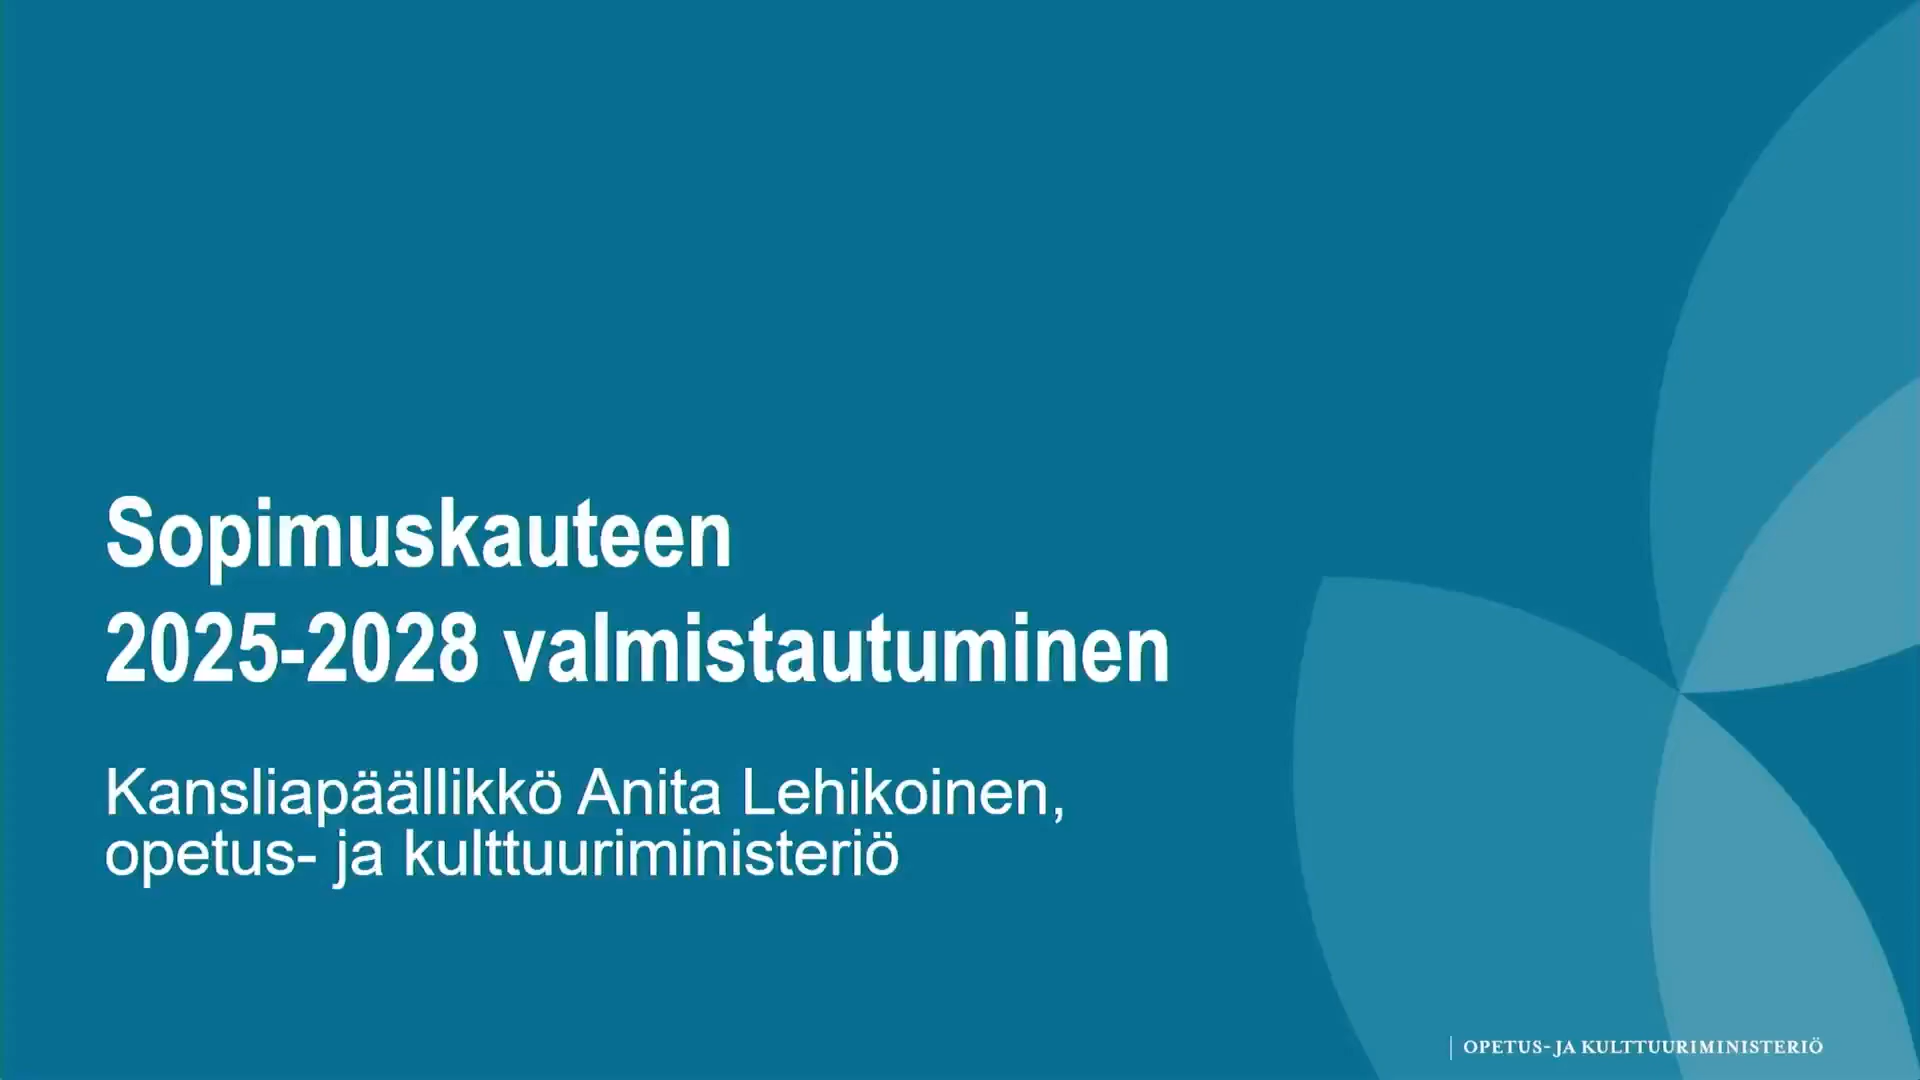 Sopimuskauteen
2025-2028 valmistautuminen
Kansliapäällikkö Anita Lehikoinen,
opetus- ja kulttuuriministeriö
OPETUS- JA KULTTUURIMINISTERIÖ